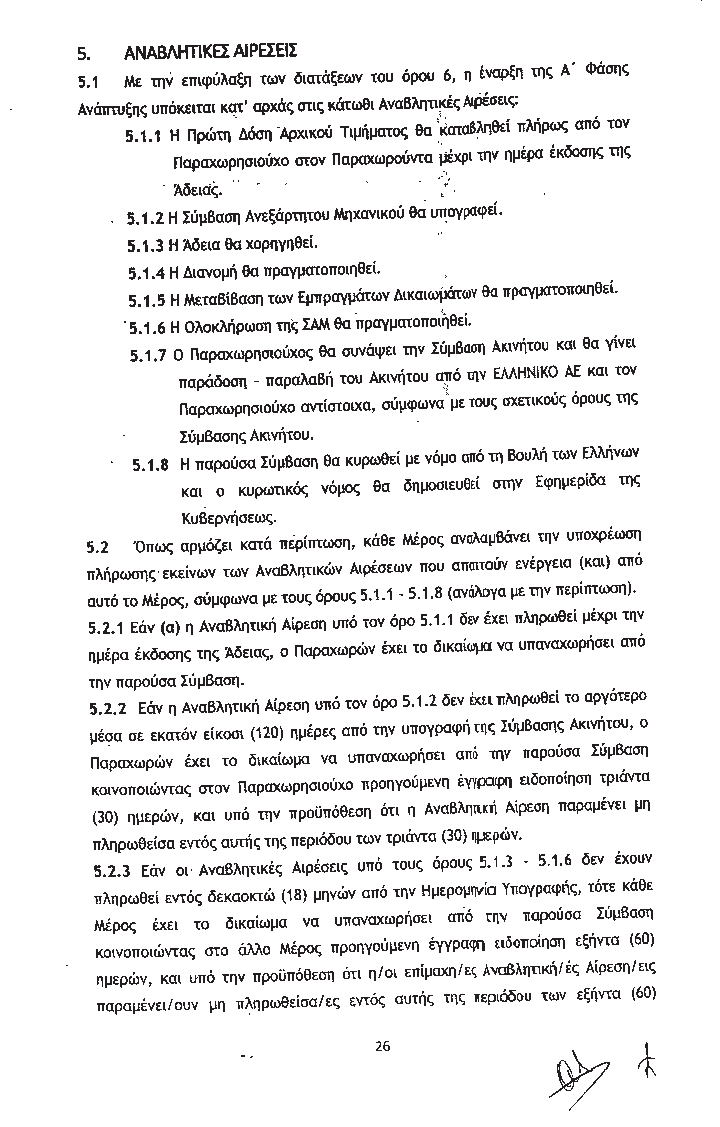 5. ΑΝΑΒΛΗΤΙΚΕΣ ΑΙΡΕΣΕΙΣ
5.1 Με την επιφύλαξη των διατάξεων του όρου 6, η έναρξη της Α΄ Φάσης
Ανάπτυξης υπόκειται κατ' αρχάς στις κάτωθι Αναβλητικές Αιρέσεις:
5.1.1 Η Πρώτη Δόση Αρχικού Τιμήματος θα καταβληθεί πλήρως από τον
Παραχωρησιούχο στον Παραχωρούντα μέχρι την ημέρα έκδοσης της
Άδειας.
5.1.2 Η Σύμβαση Ανεξάρτητου Μηχανικού θα υπογραφεί.
5.1.3 Η Άδεια θα χορηγηθεί.
5.1.4 Η Διανομή θα πραγματοποιηθεί.
5.1.5 Η Μεταβίβαση των Εμπραγμάτων Δικαιωμάτων θα πραγματοποιηθεί.
5.1.6 Η Ολοκλήρωση της ΣΑΜ θα πραγματοποιηθεί.
5.1.7 Ο Παραχωρησιούχος θα συνάψει την Σύμβαση Ακινήτου και θα γίνει
παράδοση - παραλαβή του Ακινήτου από την ΕΛΛΗΝΙΚΟ ΑΕ και τον
Παραχωρησιούχο αντίστοιχα, σύμφωνα με τους σχετικούς όρους της
Σύμβασης Ακινήτου.
5.1.8 Η παρούσα Σύμβαση θα κυρωθεί με νόμο από τη Βουλή των Ελλήνων
και ο κυρωτικός νόμος θα δημοσιευθεί στην Εφημερίδα της
Κυβερνήσεως.
5.2 Όπως αρμόζει κατά περίπτωση, κάθε Μέρος αναλαμβάνει την υποχρέωση
πλήρωσης εκείνων των Αναβλητικών Αιρέσεων που απαιτούν ενέργεια (και) από
αυτό το Μέρος, σύμφωνα με τους όρους 5.1.1 - 5.1.8 (ανάλογα με την περίπτωση).
5.2.1 Εάν (α) η Αναβλητική Αίρεση υπό τον όρο 5.1.1 δεν έχει πληρωθεί μέχρι την
ημέρα έκδοσης της Άδειας, ο Παραχωρών έχει το δικαίωμα να υπαναχωρήσει από
την παρούσα Σύμβαση.
5.2.2 Εάν η Αναβλητική Αίρεση υπό τον όρο 5.1.2 δεν έχει πληρωθεί το αργότερο
μέσα σε εκατόν είκοσι (120) ημέρες από την υπογραφή της Σύμβασης Ακινήτου, ο
Παραχωρών έχει το δικαίωμα να υπαναχωρήσει από την παρούσα Σύμβαση
κοινοποιώντας στον Παραχωρησιούχο προηγούμενη έγγραφη ειδοποίηση τριάντα
(30) ημερών, και υπό την προϋπόθεση ότι η Αναβλητική Αίρεση παραμένει μη
πληρωθείσα εντός αυτής της περιόδου των τριάντα (30) ημερών.
5.2.3 Εάν οι Αναβλητικές Αιρέσεις υπό τους όρους 5.1.3 - 5.1.6 δεν έχουν
πληρωθεί εντός δεκαοκτώ (18) μηνών από την Ημερομηνία Υπογραφής, τότε κάθε
Μέρος έχει το δικαίωμα να υπαναχωρήσει από την παρούσα Σύμβαση
κοινοποιώντας στο άλλο Μέρος προηγούμενη έγγραφη ειδοποίηση εξήντα (60)
ημερών, και υπό την προϋπόθεση ότι η/οι επίμαχη/ες Αναβλητική/ές Αίρεση/εις
παραμένει/ουν μη πληρωθείσα/ες εντός αυτής της περιόδου των εξήντα (60)
26